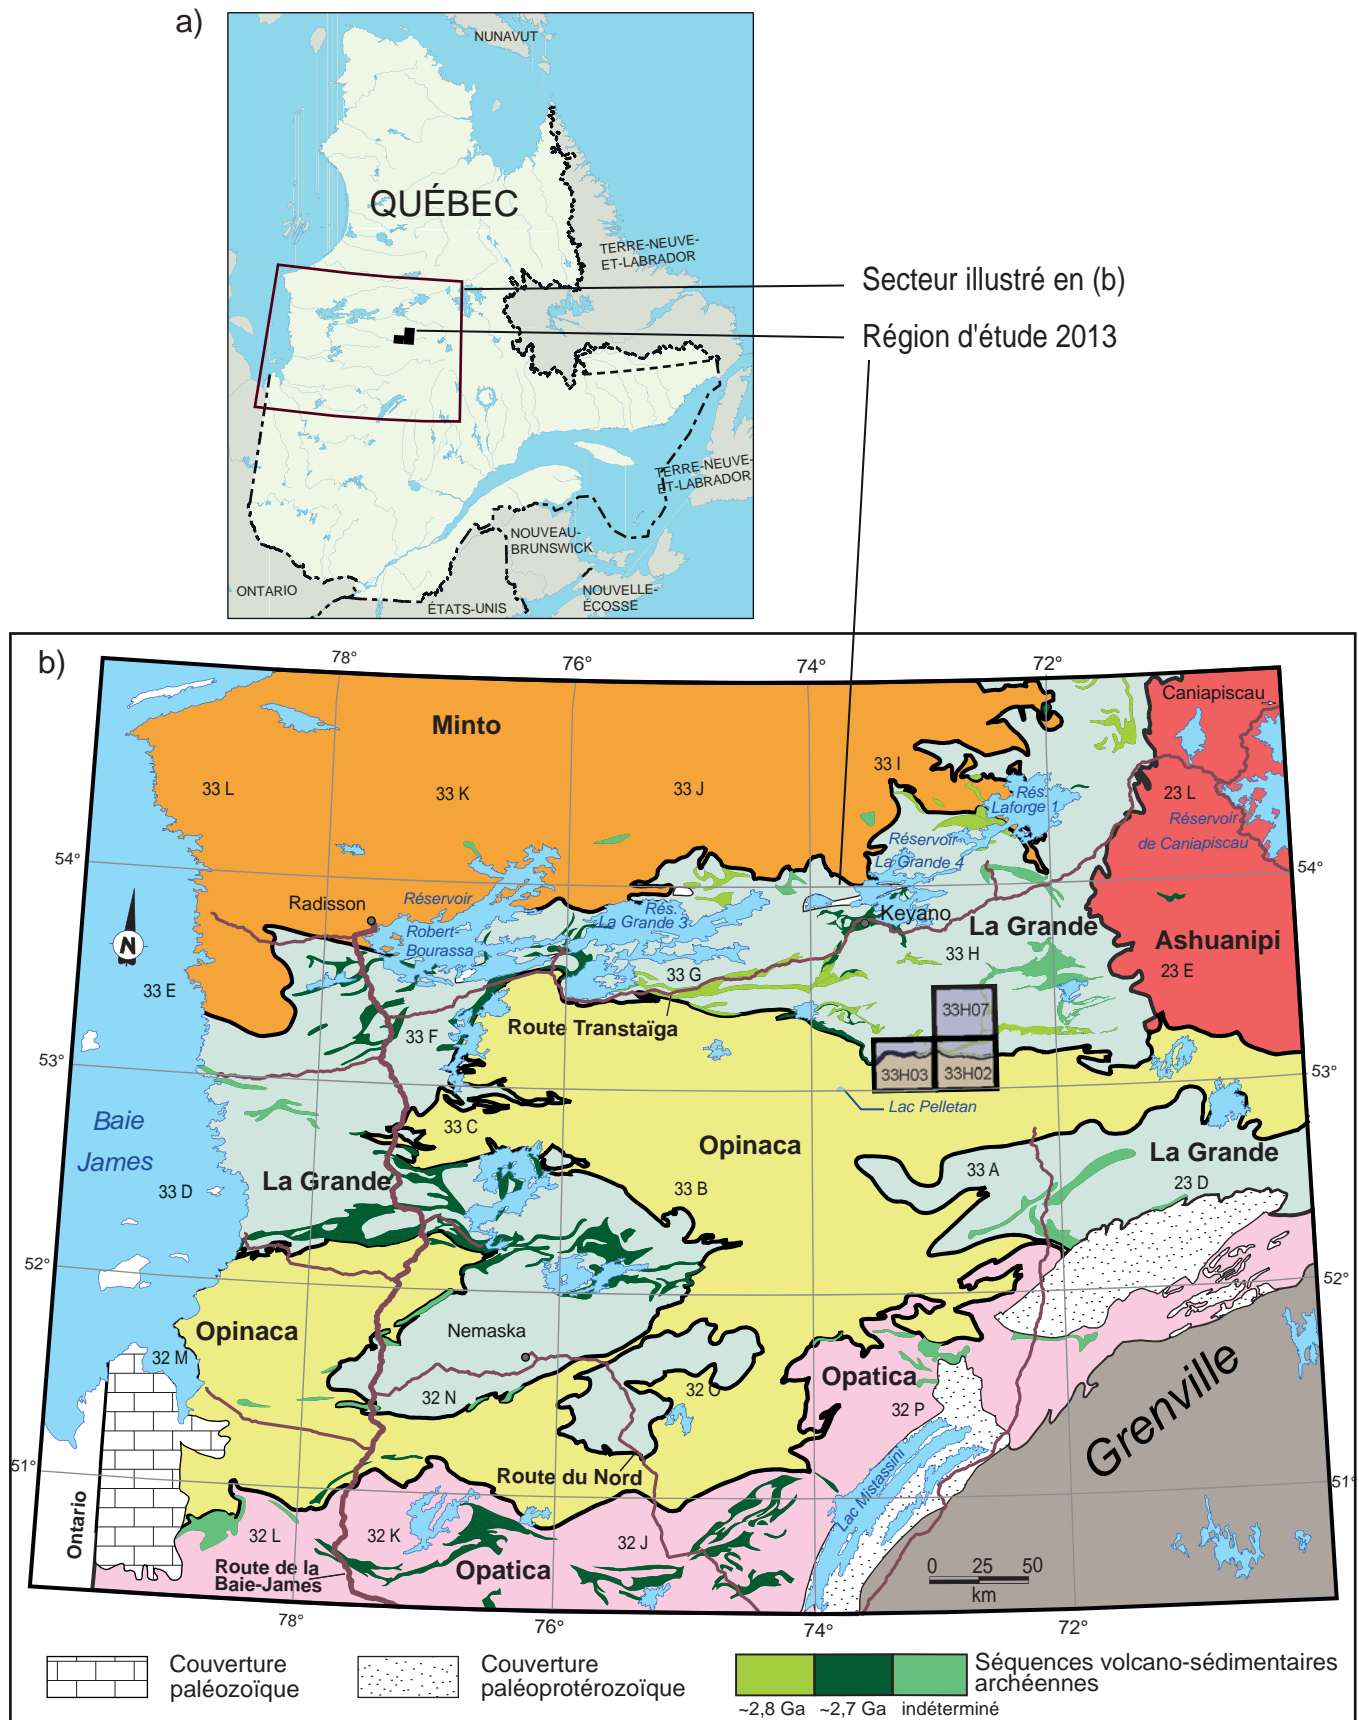 a)
NUNAVUT
QUÉBEC
TERRE-NEUVE-
ET-LABRADOR
Secteur illustré en (b)
Région d'étude 2013
TERRE-NEUVE-
ET-LABRADOR
NOUVEAU-
BRUNSWICK
ONTARIO
ÉTATS-UNIS
NOUVELLE-
ÉCOSSE
b)
78°
76°
74°
72°
Caniapiscau
Minto
33 L
33 K
33 J
33 I
23 L
Rés.
Laforge 1
Réservoir
de Caniapiscau
Réservoir
La Grande 4
54°
54°
Radisson
Réservoir
Robert-
Bourassa
Rés.
La Grande 3
Keyano
La Grande
Ashuanipi
N
33 E
33 G
33 H
23 E
33H07
Route Transtaïga
33 F
53°
53°
33H03
33H02
Lac Pelletan
Baie
James
33 C
Opinaca
La Grande
33 A
La Grande
33 D
33 B
23 D
52°
52°
Opinaca
Nemaska
32 M
Opatica
32 N
32 O
32 P
Grenville
51°
51°
Route du Nord
Lac Mistassini
Ontario
32 L
32 K
32 J
Route de la
Baie-James
Opatica
0 25 50
km
78°
76°
74°
72°
Couverture
paléozoïque
Couverture
paléoprotérozoïque
Séquences volcano-sédimentaires
archéennes
~2,8 Ga
~2,7 Ga
indéterminé